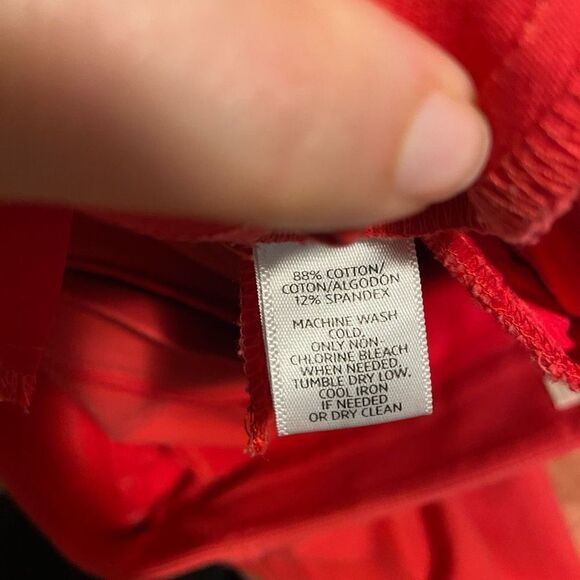 88% COTTON/
COTON/ALGODON
12% SPANDEX
MACHINE WASH
COLD,
ONLY NON-
CHLORINE BLEACH
WHEN NEEDED,
TUMBLE DRY LOW,
COOL IRON
IF NEEDED
OR DRY CLEAN